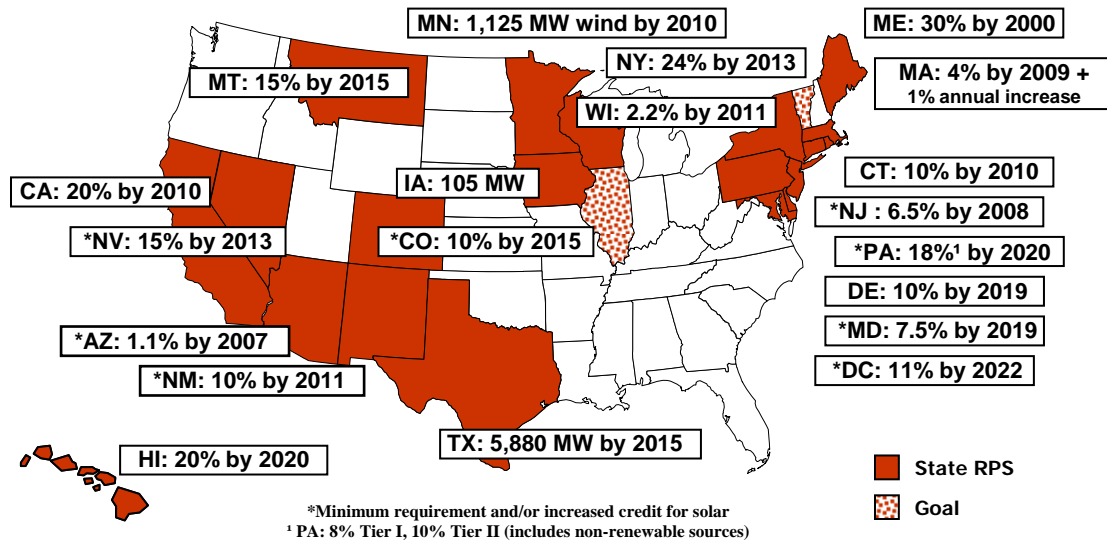 MN: 1,125 MW wind by 2010
ME: 30% by 2000
NY: 24% by 2013
MA: 4% by 2009 +
1% annual increase
MT: 15% by 2015
WI: 2.2% by 2011
CT: 10% by 2010
CA: 20% by 2010
IA: 105 MW
*NJ : 6.5% by 2008
*NV: 15% by 2013
*CO: 10% by 2015
*PA: 18%¹ by 2020
DE: 10% by 2019
*AZ: 1.1% by 2007
*MD: 7.5% by 2019
*NM: 10% by 2011
*DC: 11% by 2022
TX: 5,880 MW by 2015
HI: 20% by 2020
State RPS
Goal
*Minimum requirement and/or increased credit for solar
¹ PA: 8% Tier I, 10% Tier II (includes non-renewable sources)